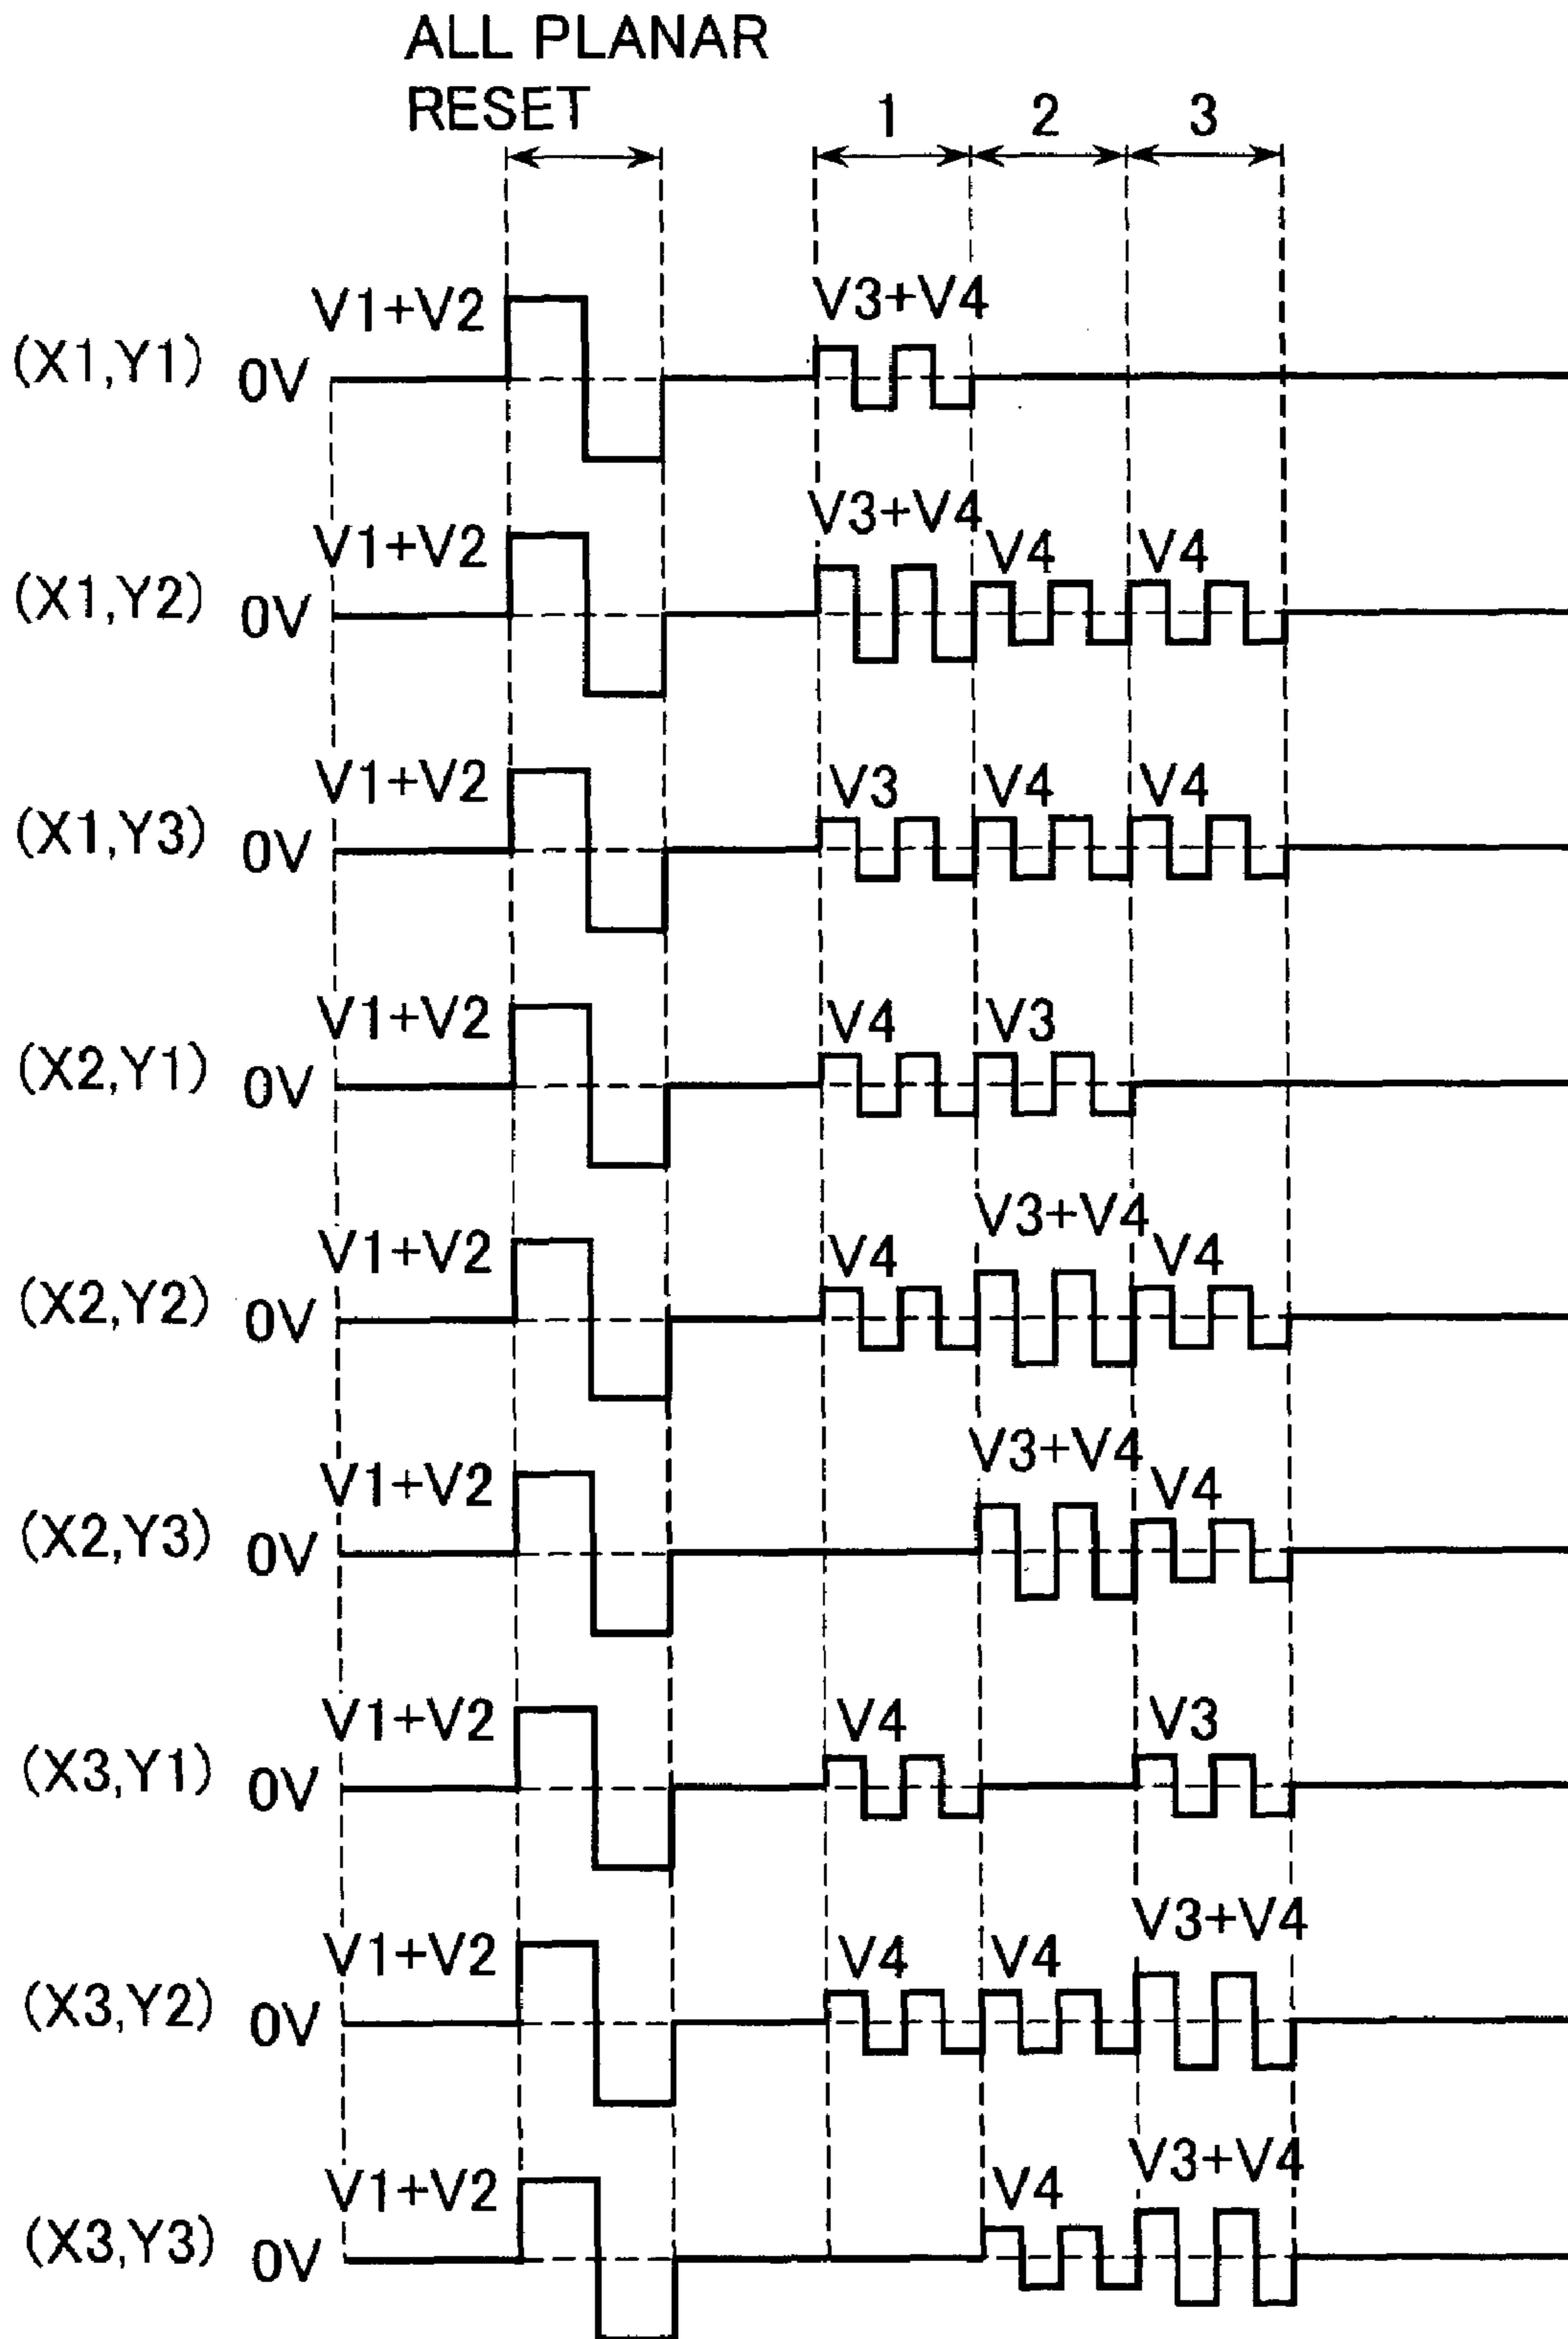 ALL PLANAR
RESET
1 2 3
V1+V2 V3+V4
(X1,Y1) 0V
V3+V4
V1+V2 V4 V4
(X1,Y2) 0V
V1+V2 V3 V4 V4
(X1,Y3) 0V
V1+V2 V4 V3
(X2,Y1) 0V
V3+V4
V1+V2 V4 V4
(X2,Y2) 0V
V3+V4
V1+V2 V4
(X2,Y3) 0V
V1+V2 V4 V3
(X3,Y1) 0V
V3+V4
V1+V2 V4 V4
(X3,Y2) 0V
V3+V4
V1+V2 V4
(X3,Y3) 0V